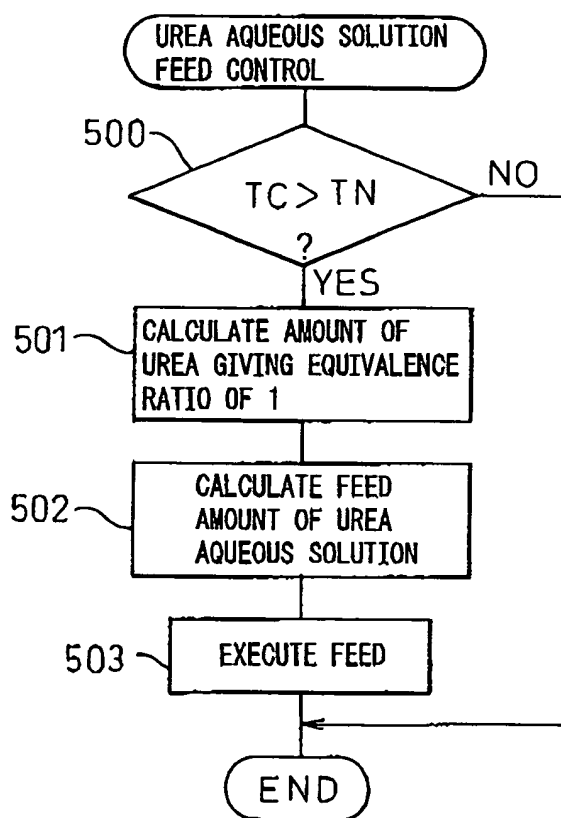 UREA AQUEOUS SOLUTION
FEED CONTROL
500
TC > TN
?
NO
YES
501
CALCULATE AMOUNT OF
UREA GIVING EQUIVALENCE
RATIO OF 1
502
CALCULATE FEED
AMOUNT OF UREA
AQUEOUS SOLUTION
503
EXECUTE FEED
END